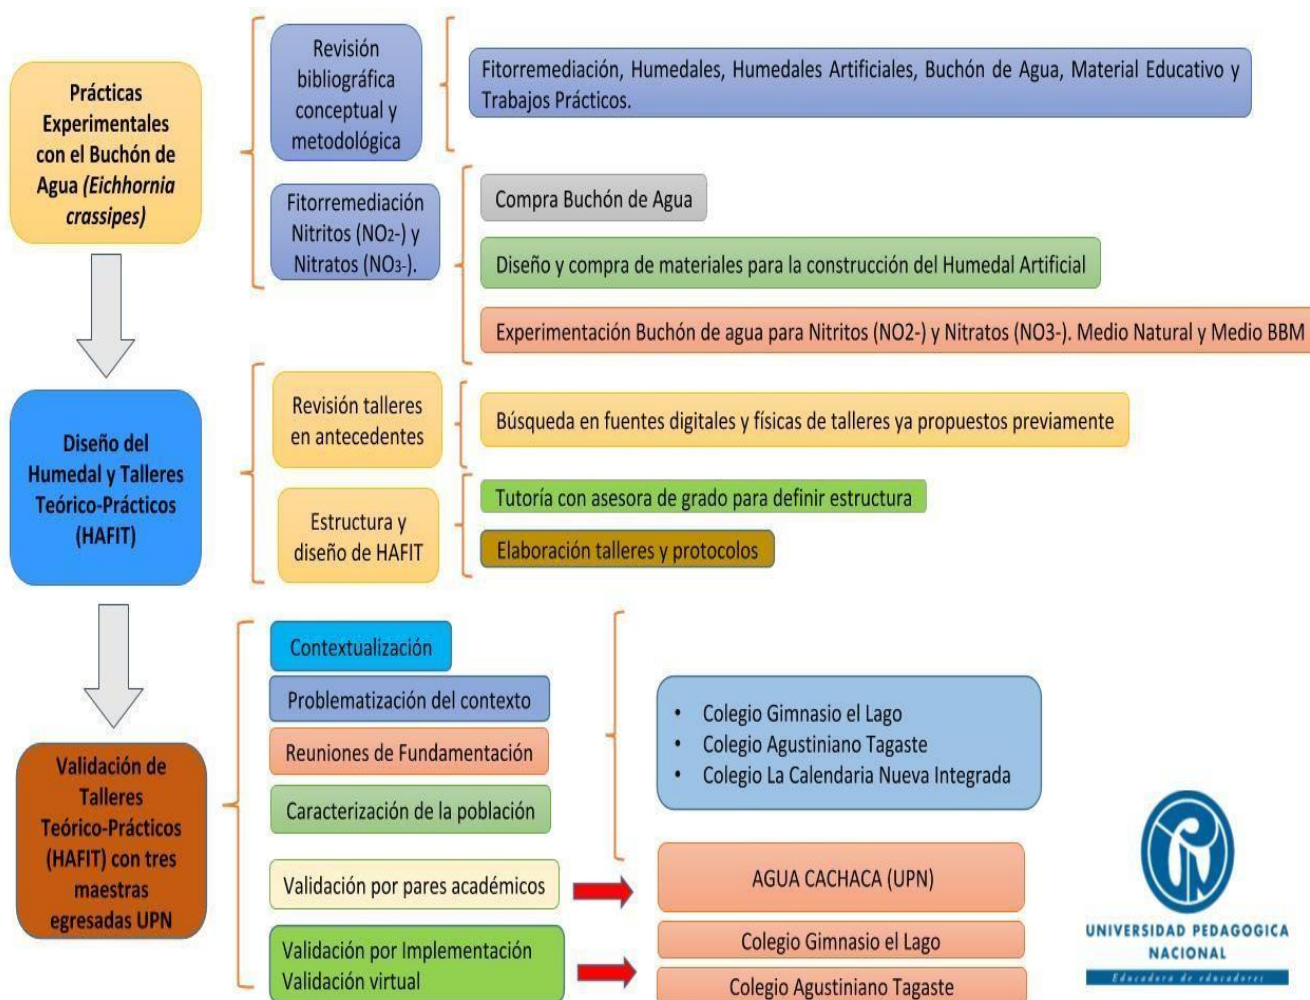 Prácticas
Experimentales
con el Buchón de
Agua (Eichhornia
crassipes)
Revisión
bibliográfica
conceptual y
metodológica
Fitorremediación, Humedales, Humedales Artificiales, Buchón de Agua, Material Educativo y
Trabajos Prácticos.
Fitorremediación
Nitritos (NO2-) y
Nitratos (NO3-).
Compra Buchón de Agua
Diseño y compra de materiales para la construcción del Humedal Artificial
Experimentación Buchón de agua para Nitritos (NO2-) y Nitratos (NO3-). Medio Natural y Medio BBM
Diseño del
Humedal y Talleres
Teórico-Prácticos
(HAFIT)
Revisión talleres
en antecedentes
Búsqueda en fuentes digitales y físicas de talleres ya propuestos previamente
Estructura y
diseño de HAFIT
Tutoría con asesora de grado para definir estructura
Elaboración talleres y protocolos
Validación de
Talleres
Teórico-Prácticos
(HAFIT) con tres
maestras
egresadas UPN
Contextualización
Problematización del contexto
Reuniones de Fundamentación
Caracterización de la población
• Colegio Gimnasio el Lago
• Colegio Agustiniano Tagaste
• Colegio La Calendaria Nueva Integrada
Validación por pares académicos
AGUA CACHACA (UPN)
Validación por Implementación
Validación virtual
Colegio Gimnasio el Lago
Colegio Agustiniano Tagaste
UNIVERSIDAD PEDAGOGICA
NACIONAL
Educadora de educadores